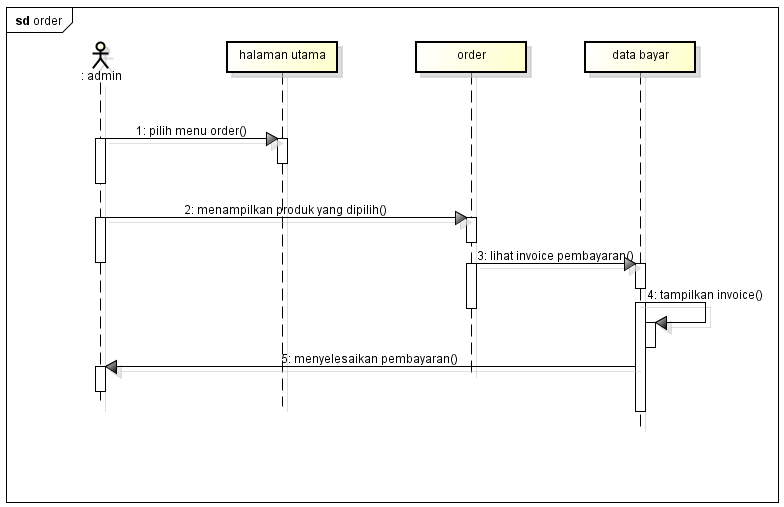 sd order
: admin
halaman utama
order
data bayar
1: pilih menu order()
2: menampilkan produk yang dipilih()
3: lihat invoice pembayaran()
4: tampilkan invoice()
5: menyelesaikan pembayaran()